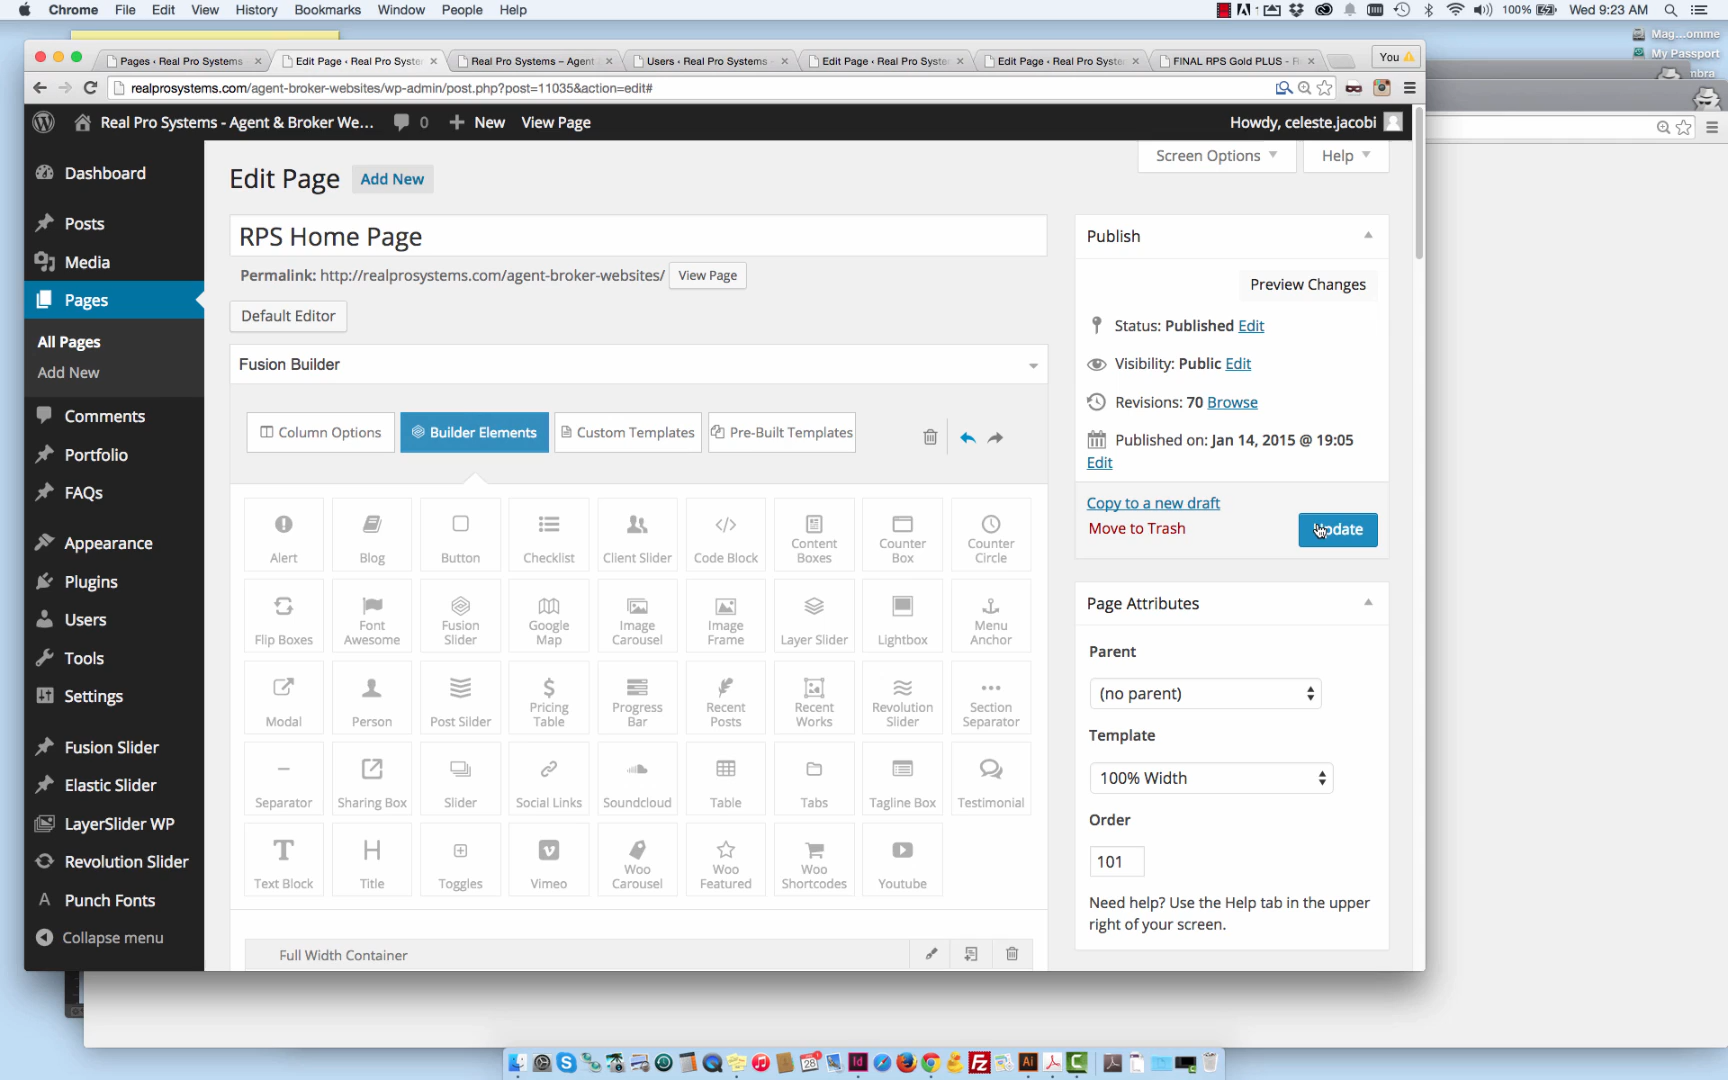 Chrome File Edit View History Bookmarks Window People Help
100% Wed 9:23 AM
Mag...omme
My Passport
nbra
Pages ‹ Real Pro Systems
Edit Page ‹ Real Pro Syste
Real Pro Systems – Agent
Users ‹ Real Pro Systems -
Edit Page ‹ Real Pro Syste
Edit Page ‹ Real Pro Syste
FINAL RPS Gold PLUS - F
You
realprosystems.com/agent-broker-websites/wp-admin/post.php?post=11035&action=edit#
Real Pro Systems - Agent & Broker We...
0
New
View Page
Howdy, celeste.jacobi
Dashboard
Posts
Media
Pages
All Pages
Add New
Comments
Portfolio
FAQs
Appearance
Plugins
Users
Tools
Settings
Fusion Slider
Elastic Slider
LayerSlider WP
Revolution Slider
Punch Fonts
Collapse menu
Screen Options
Help
Edit Page
Add New
RPS Home Page
Permalink: http://realprosystems.com/agent-broker-websites/ View Page
Default Editor
Fusion Builder
Column Options
Builder Elements
Custom Templates
Pre-Built Templates
Alert
Blog
Button
Checklist
Client Slider
Code Block
Content Boxes
Counter Box
Counter Circle
Flip Boxes
Font Awesome
Fusion Slider
Google Map
Image Carousel
Image Frame
Layer Slider
Lightbox
Menu Anchor
Modal
Person
Post Slider
Pricing Table
Progress Bar
Recent Posts
Recent Works
Revolution Slider
Section Separator
Separator
Sharing Box
Slider
Social Links
Soundcloud
Table
Tabs
Tagline Box
Testimonial
Text Block
Title
Toggles
Vimeo
Woo Carousel
Woo Featured
Woo Shortcodes
Youtube
Full Width Container
Publish
Preview Changes
Status: Published Edit
Visibility: Public Edit
Revisions: 70 Browse
Published on: Jan 14, 2015 @ 19:05
Edit
Copy to a new draft
Move to Trash
Update
Page Attributes
Parent
(no parent)
Template
100% Width
Order
101
Need help? Use the Help tab in the upper
right of your screen.